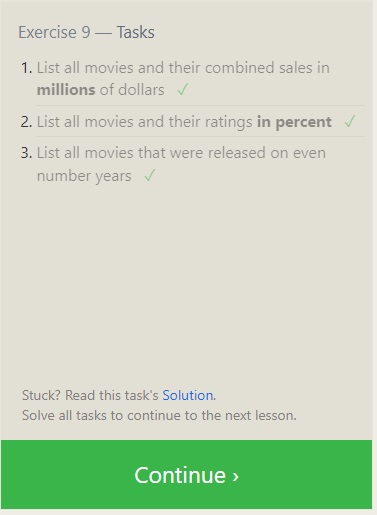 Exercise 9 — Tasks
1. List all movies and their combined sales in
millions of dollars ✓
2. List all movies and their ratings in percent ✓
3. List all movies that were released on even
number years ✓
Stuck? Read this task's Solution.
Solve all tasks to continue to the next lesson.
Continue ›